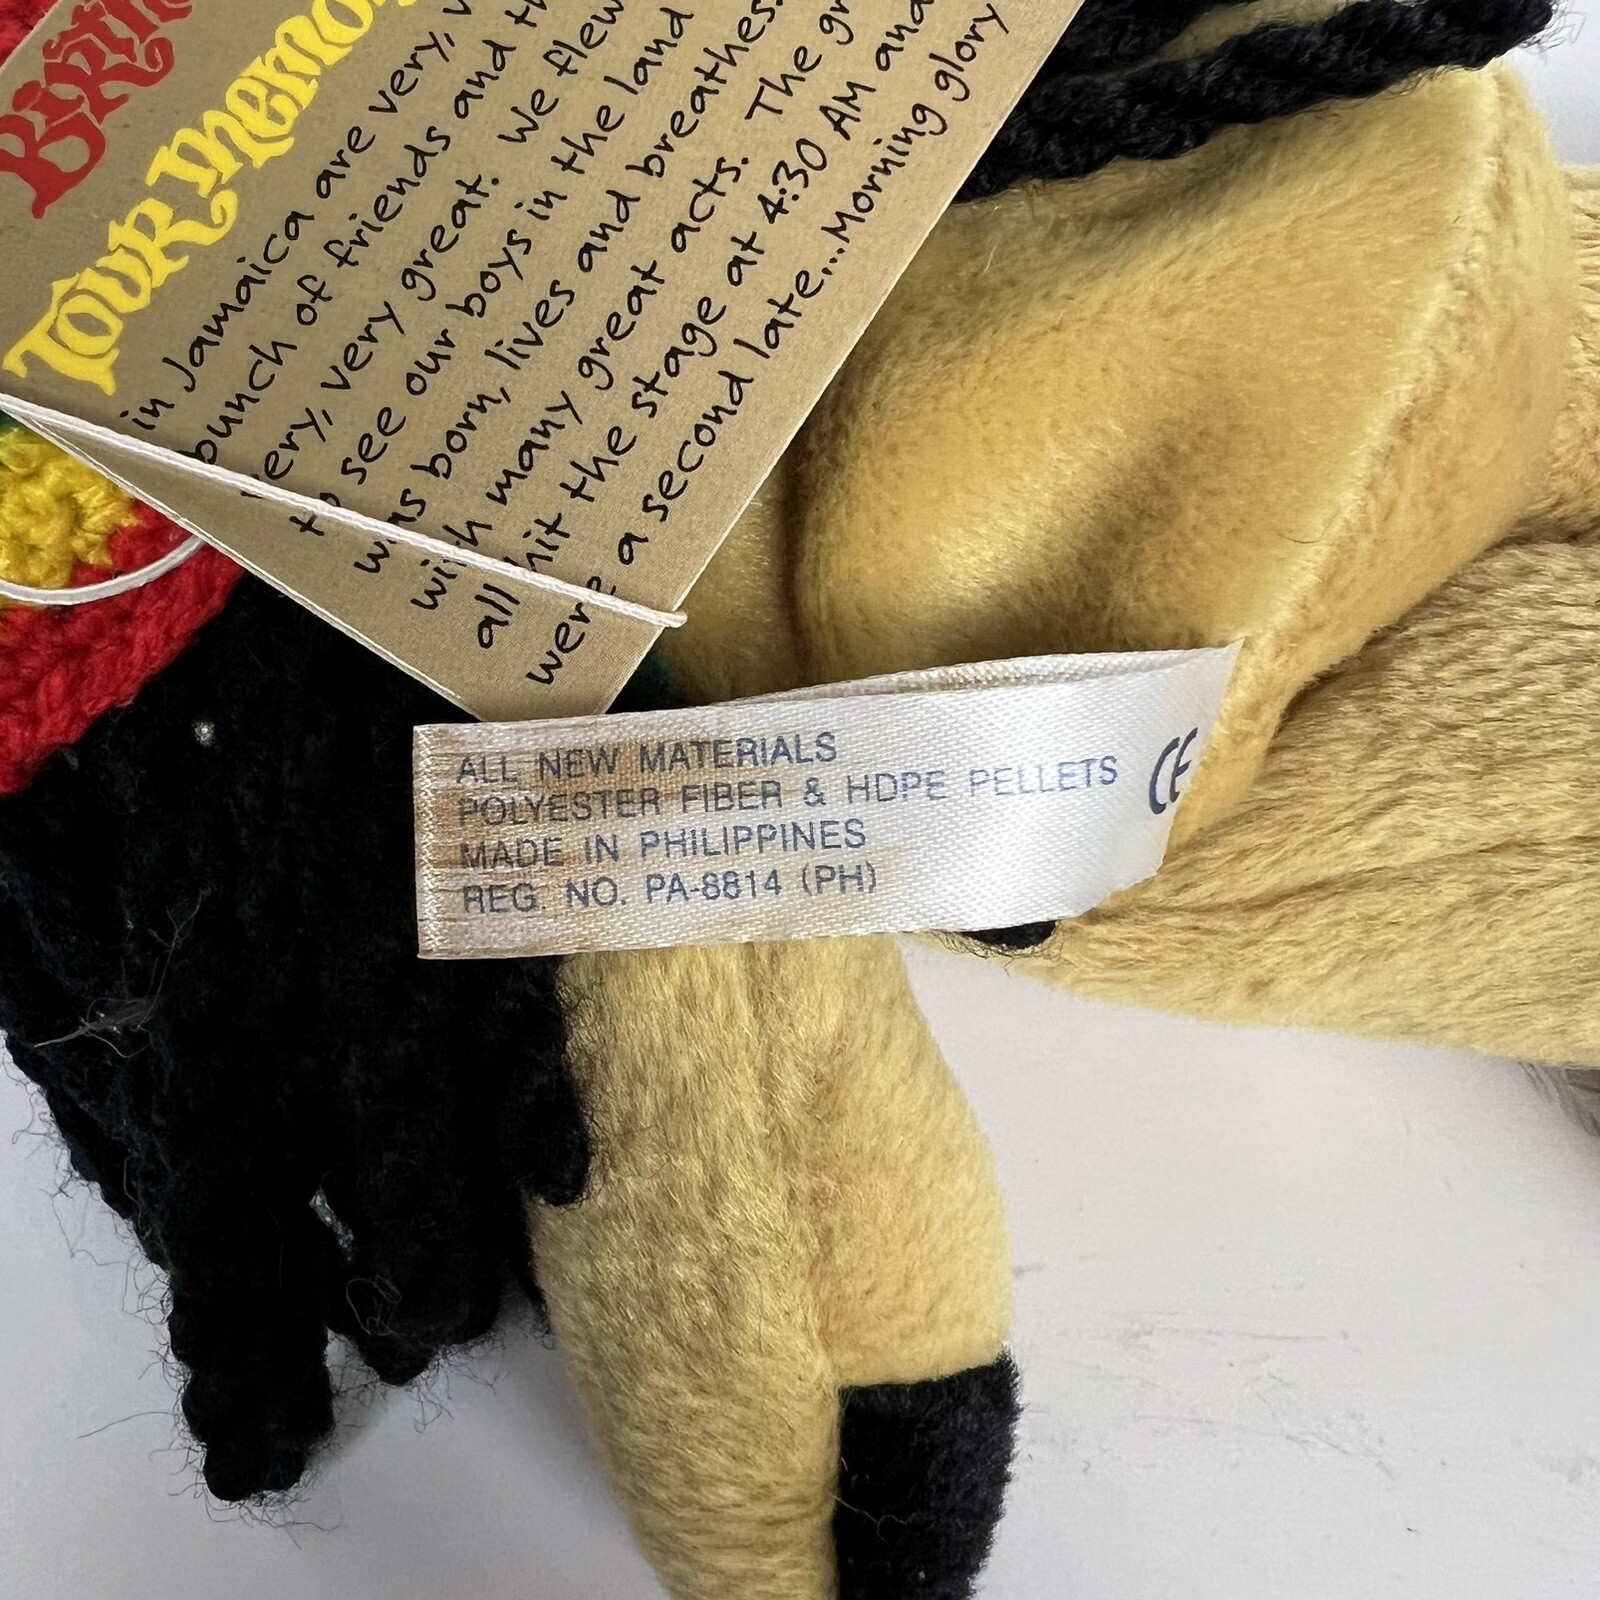 Birth
Tour Memor
in Jamaica are very, v
bunch of friends and th
very, very great. We flew
to see our boys in the land
was born, lives and breathes.
with many great acts. The gr
all hit the stage at 4:30 AM and
were a second late...Morning glory
ALL NEW MATERIALS
POLYESTER FIBER & HDPE PELLETS
MADE IN PHILIPPINES
REG. NO. PA-8814 (PH)
CE